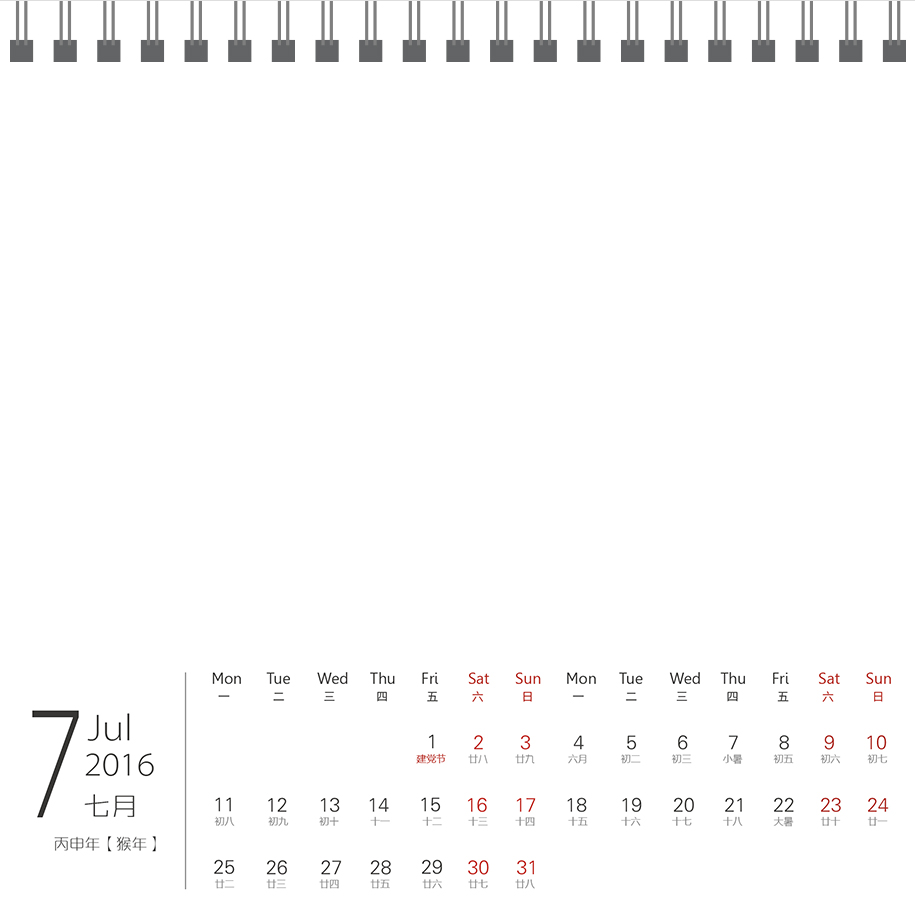 Mon Tue Wed Thu Fri Sat Sun Mon Tue Wed Thu Fri Sat Sun
一 二 三 四 五 六 日 一 二 三 四 五 六 日
7 Jul
2016
七月
丙申年【猴年】
1 2 3 4 5 6 7 8 9 10
建党节 廿八 廿九 六月 初二 初三 小暑 初五 初六 初七
11 12 13 14 15 16 17 18 19 20 21 22 23 24
初八 初九 初十 十一 十二 十三 十四 十五 十六 十七 十八 大暑 廿十 廿一
25 26 27 28 29 30 31
廿二 廿三 廿四 廿五 廿六 廿七 廿八